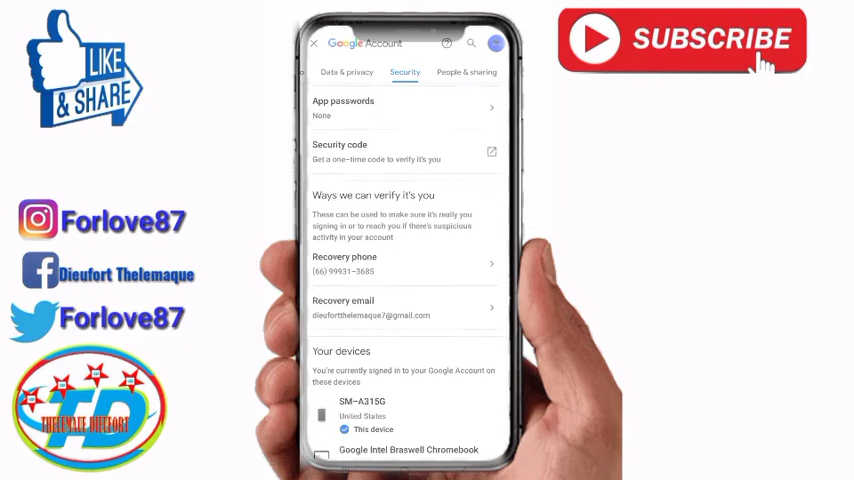 LIKE
& SHARE
Forlove87
Dieufort Thelemaque
Forlove87
THELEMAUE DIEUFORT
TD
Google Account
Data & privacy
Security
People & sharing
App passwords
None
Security code
Get a one-time code to verify it's you
Ways we can verify it's you
These can be used to make sure it's really you
signing in or to reach you if there's suspicious
activity in your account
Recovery phone
(66) 99931-3685
Recovery email
dieufortthelemaque7@gmail.com
Your devices
You're currently signed in to your Google Account on
these devices
SM-A315G
United States
This device
Google Intel Braswell Chromebook
SUBSCRIBE